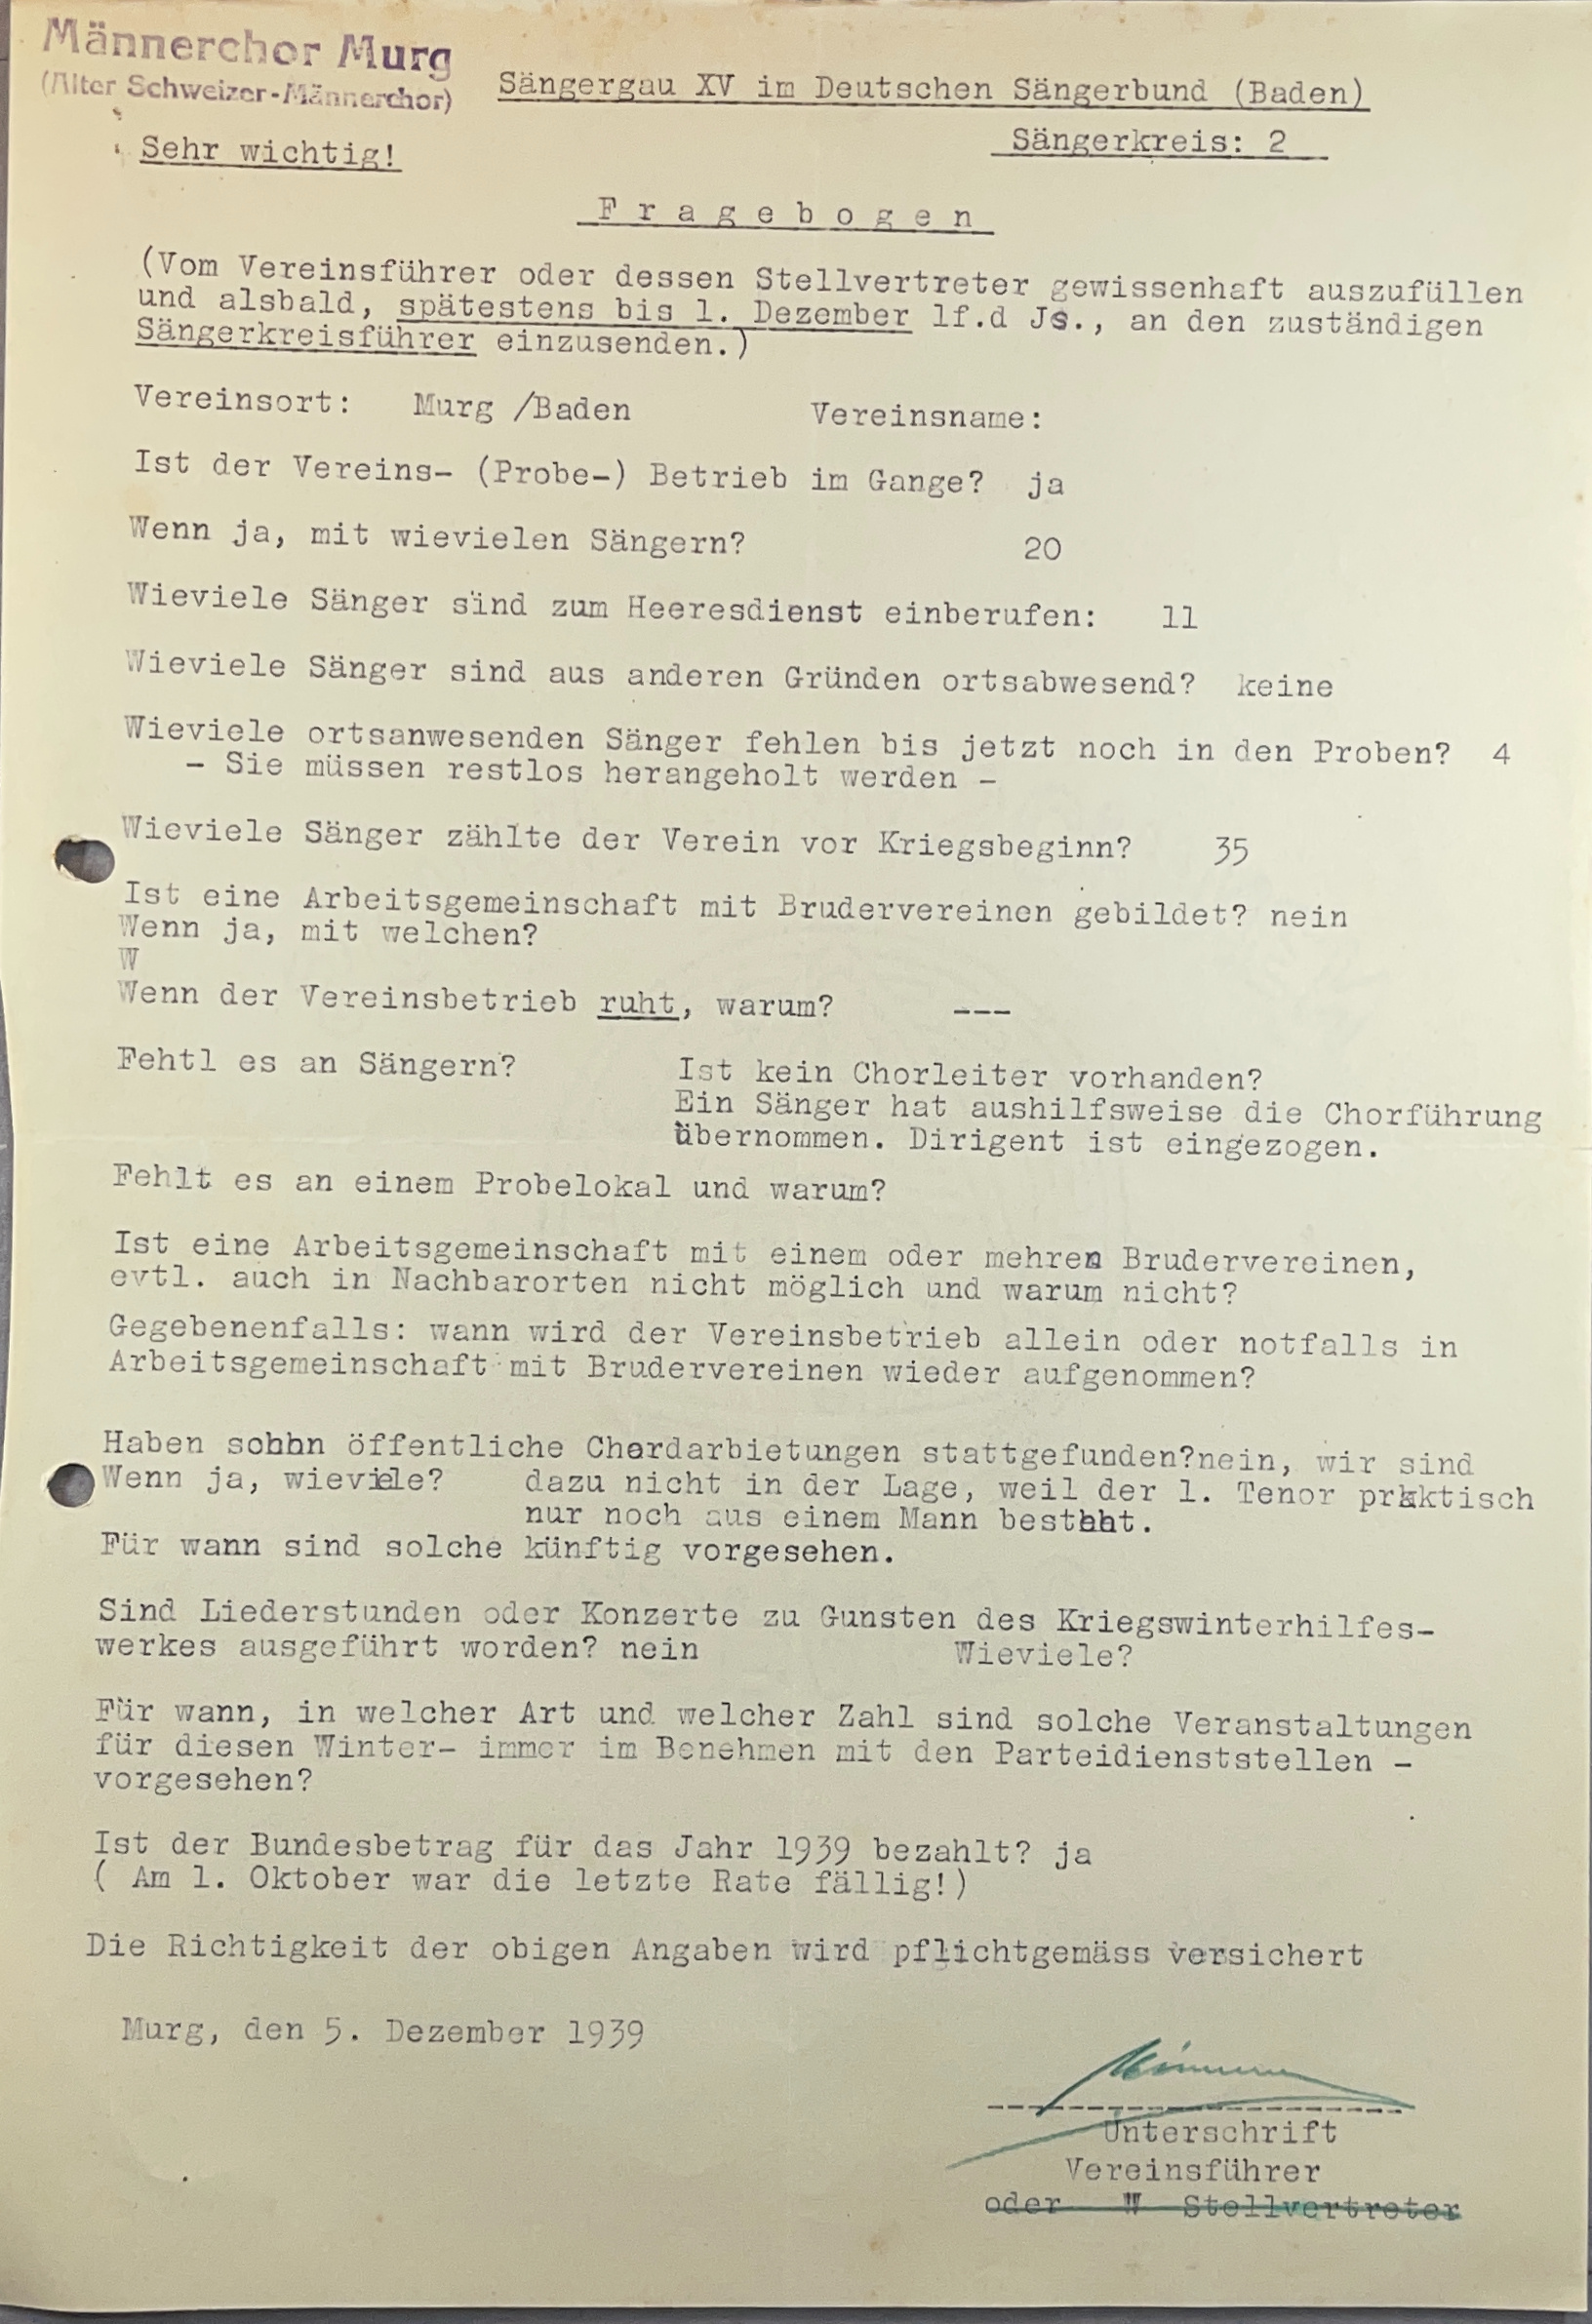 Männerchor Murg
(Alter Schweizer-Männerchor)
Sängergau XV im Deutschen Sängerbund (Baden)
Sängerkreis: 2
Sehr wichtig!
F r a g e b o g e n
(Vom Vereinsführer oder dessen Stellvertreter gewissenhaft auszufüllen
und alsbald, spätestens bis 1. Dezember lf.d Js., an den zuständigen
Sängerkreisführer einzusenden.)
Vereinsort: Murg /Baden Vereinsname:
Ist der Vereins- (Probe-) Betrieb im Gange? ja
Wenn ja, mit wievielen Sängern? 20
Wieviele Sänger sind zum Heeresdienst einberufen: 11
Wieviele Sänger sind aus anderen Gründen ortsabwesend? keine
Wieviele ortsanwesenden Sänger fehlen bis jetzt noch in den Proben? 4
- Sie müssen restlos herangeholt werden -
Wieviele Sänger zählte der Verein vor Kriegsbeginn? 35
Ist eine Arbeitsgemeinschaft mit Brudervereinen gebildet? nein
Wenn ja, mit welchen?
W
Wenn der Vereinsbetrieb ruht, warum? ---
Fehtl es an Sängern? Ist kein Chorleiter vorhanden?
Ein Sänger hat aushilfsweise die Chorführung
übernommen. Dirigent ist eingezogen.
Fehlt es an einem Probelokal und warum?
Ist eine Arbeitsgemeinschaft mit einem oder mehren Brudervereinen,
evtl. auch in Nachbarorten nicht möglich und warum nicht?
Gegebenenfalls: wann wird der Vereinsbetrieb allein oder notfalls in
Arbeitsgemeinschaft mit Brudervereinen wieder aufgenommen?
Haben schon öffentliche Chordarbietungen stattgefunden?nein, wir sind
Wenn ja, wieviele? dazu nicht in der Lage, weil der 1. Tenor praktisch
nur noch aus einem Mann besteht.
Für wann sind solche künftig vorgesehen.
Sind Liederstunden oder Konzerte zu Gunsten des Kriegswinterhilfes-
werkes ausgeführt worden? nein Wieviele?
Für wann, in welcher Art und welcher Zahl sind solche Veranstaltungen
für diesen Winter- immer im Benehmen mit den Parteidienststellen -
vorgesehen?
Ist der Bundesbetrag für das Jahr 1939 bezahlt? ja
( Am 1. Oktober war die letzte Rate fällig!)
Die Richtigkeit der obigen Angaben wird pflichtgemäss versichert
Murg, den 5. Dezember 1939
Unterschrift
Vereinsführer
oder " Stellvertreter